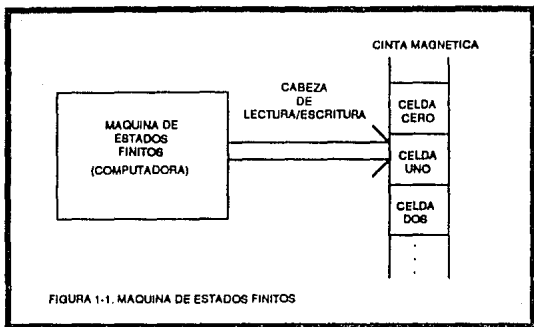 CINTA MAGNETICA
CABEZA
DE
LECTURA/ESCRITURA
MAQUINA DE
ESTADOS
FINITOS
(COMPUTADORA)
CELDA
CERO
CELDA
UNO
CELDA
DOS
FIGURA 1-1. MAQUINA DE ESTADOS FINITOS